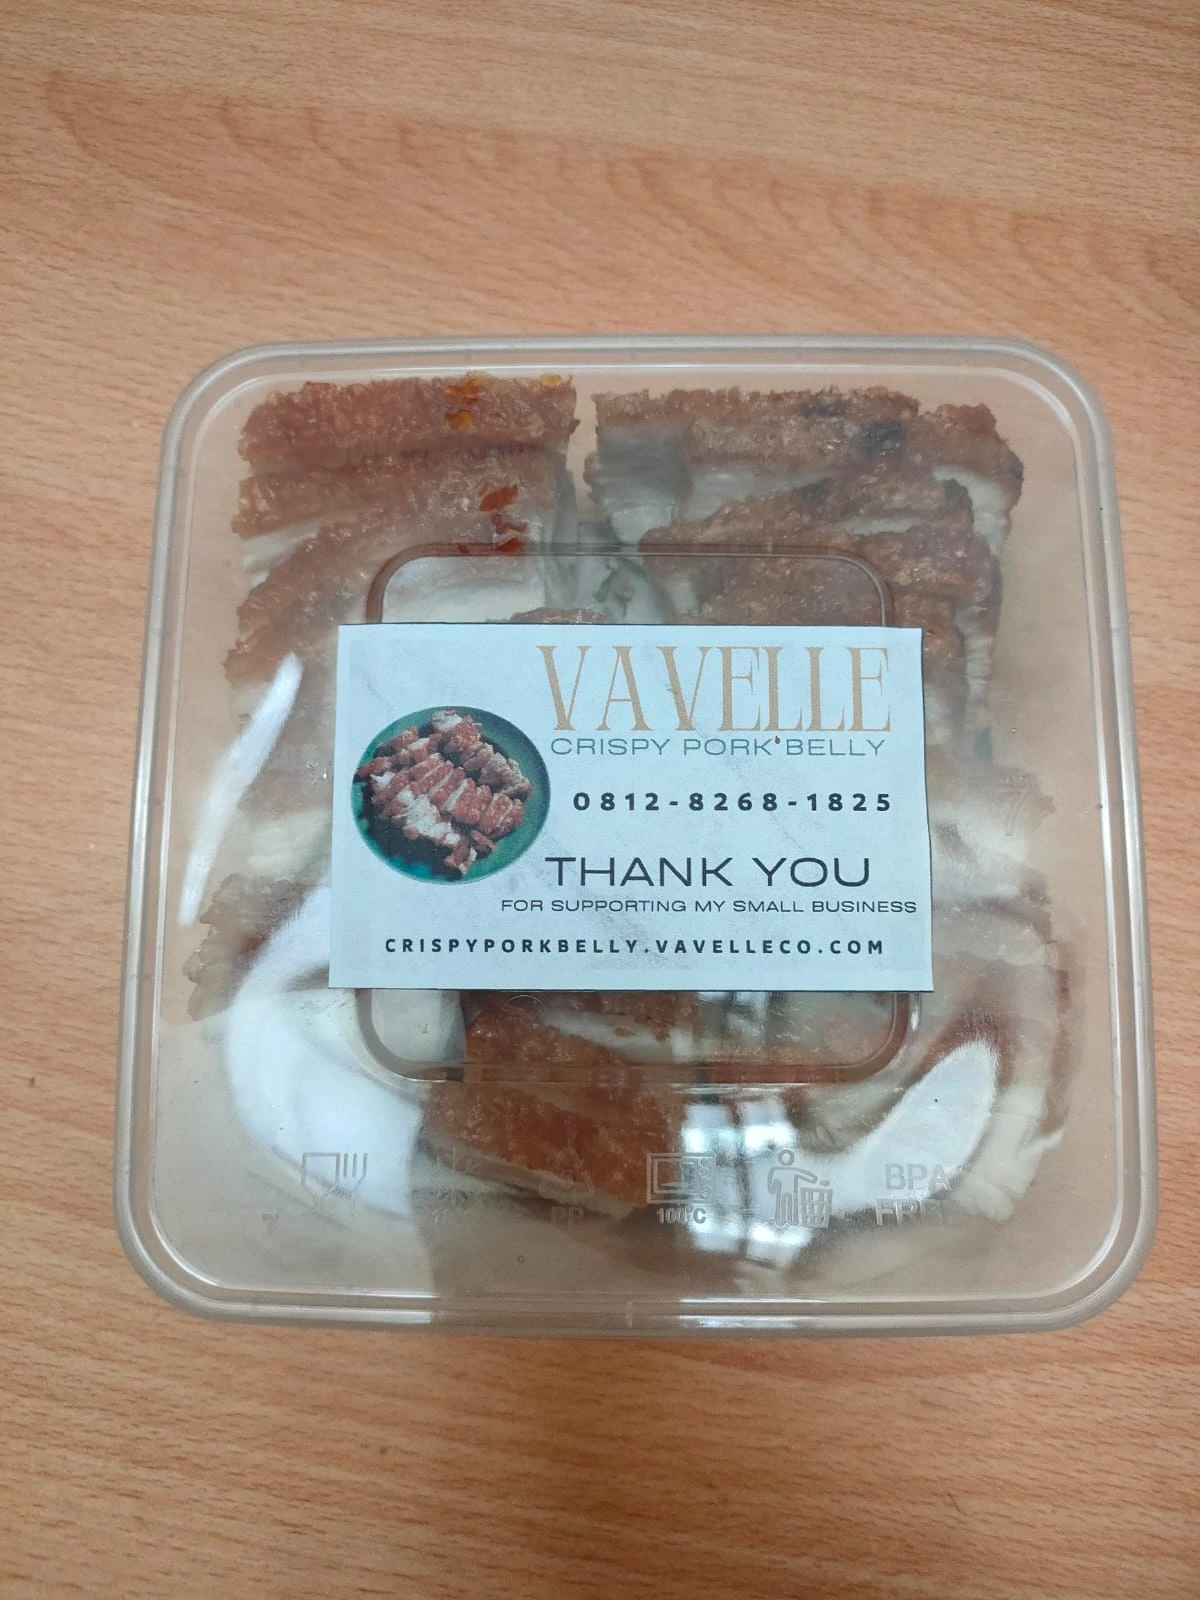 VAVELLE
CRISPY PORK BELLY
0812-8268-1825
THANK YOU
FOR SUPPORTING MY SMALL BUSINESS
CRISPYPORKBELLY.VAVELLECO.COM
PP
100°C
BPA
FREE